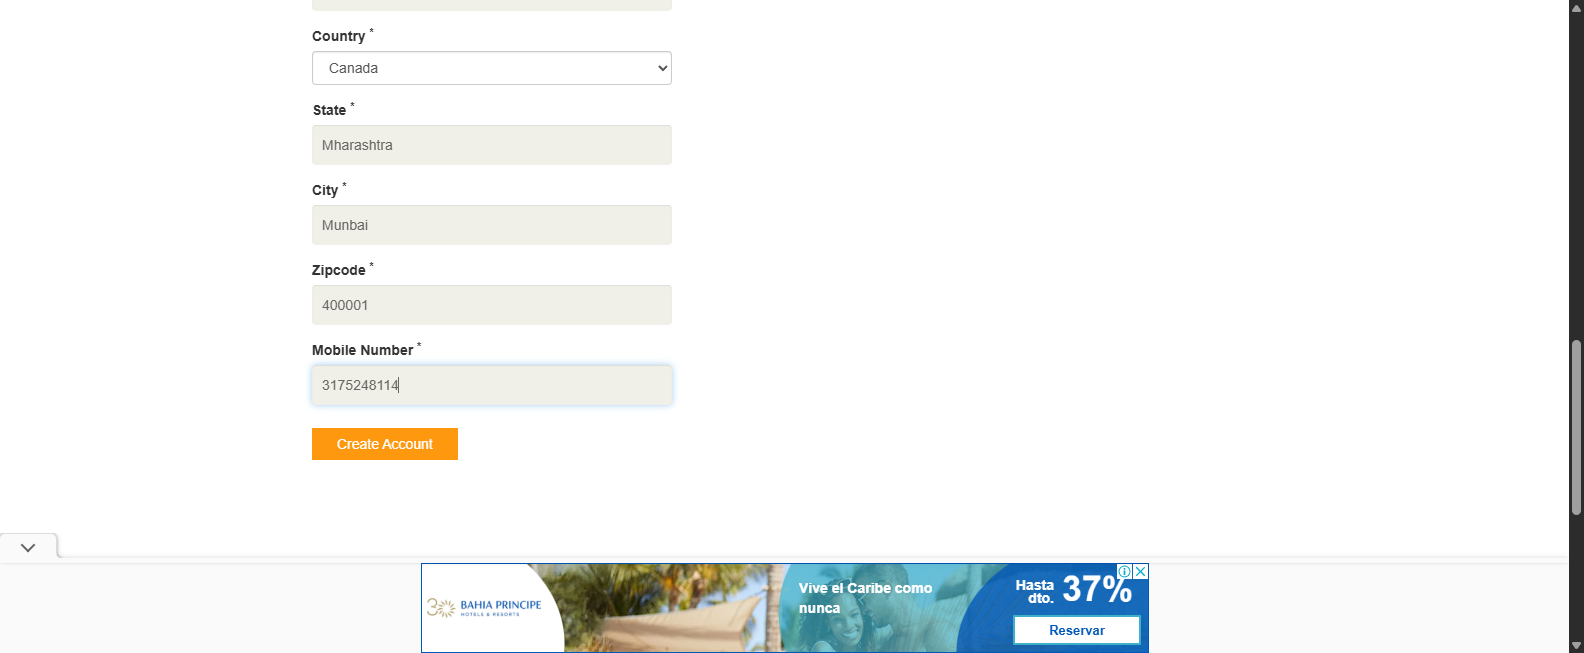 Country *
Canada
State *
Mharashtra
City *
Munbai
Zipcode *
400001
Mobile Number *
3175248114
Create Account
30 BAHIA PRINCIPE
HOTELS & RESORTS
Vive el Caribe como
nunca
Hasta
dto.
37%
Reservar